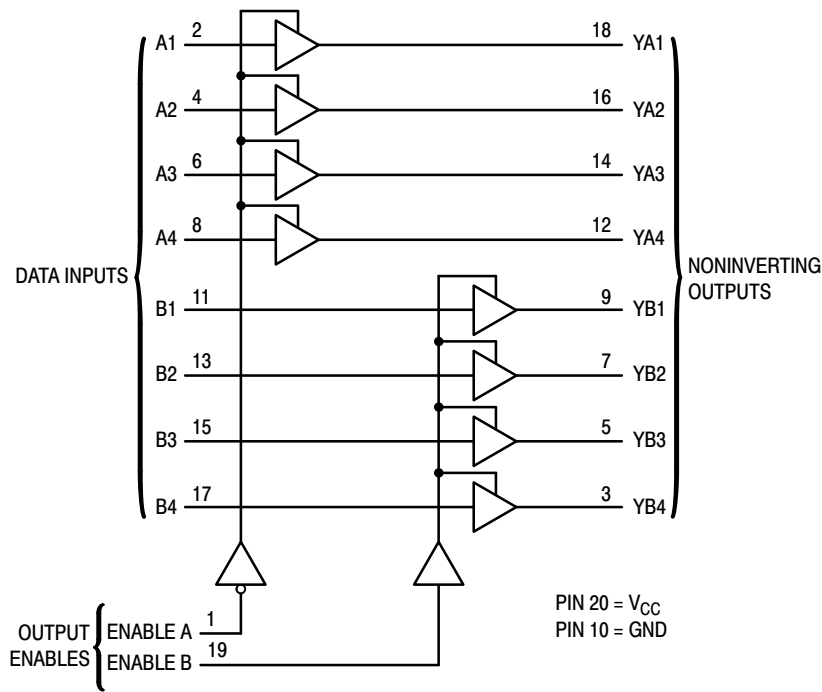 A1 2 18 YA1
A2 4 16 YA2
A3 6 14 YA3
A4 8 12 YA4
DATA INPUTS
NONINVERTING
OUTPUTS
B1 11 9 YB1
B2 13 7 YB2
B3 15 5 YB3
B4 17 3 YB4
OUTPUT
ENABLES
ENABLE A 1
ENABLE B 19
PIN 20 = VCC
PIN 10 = GND